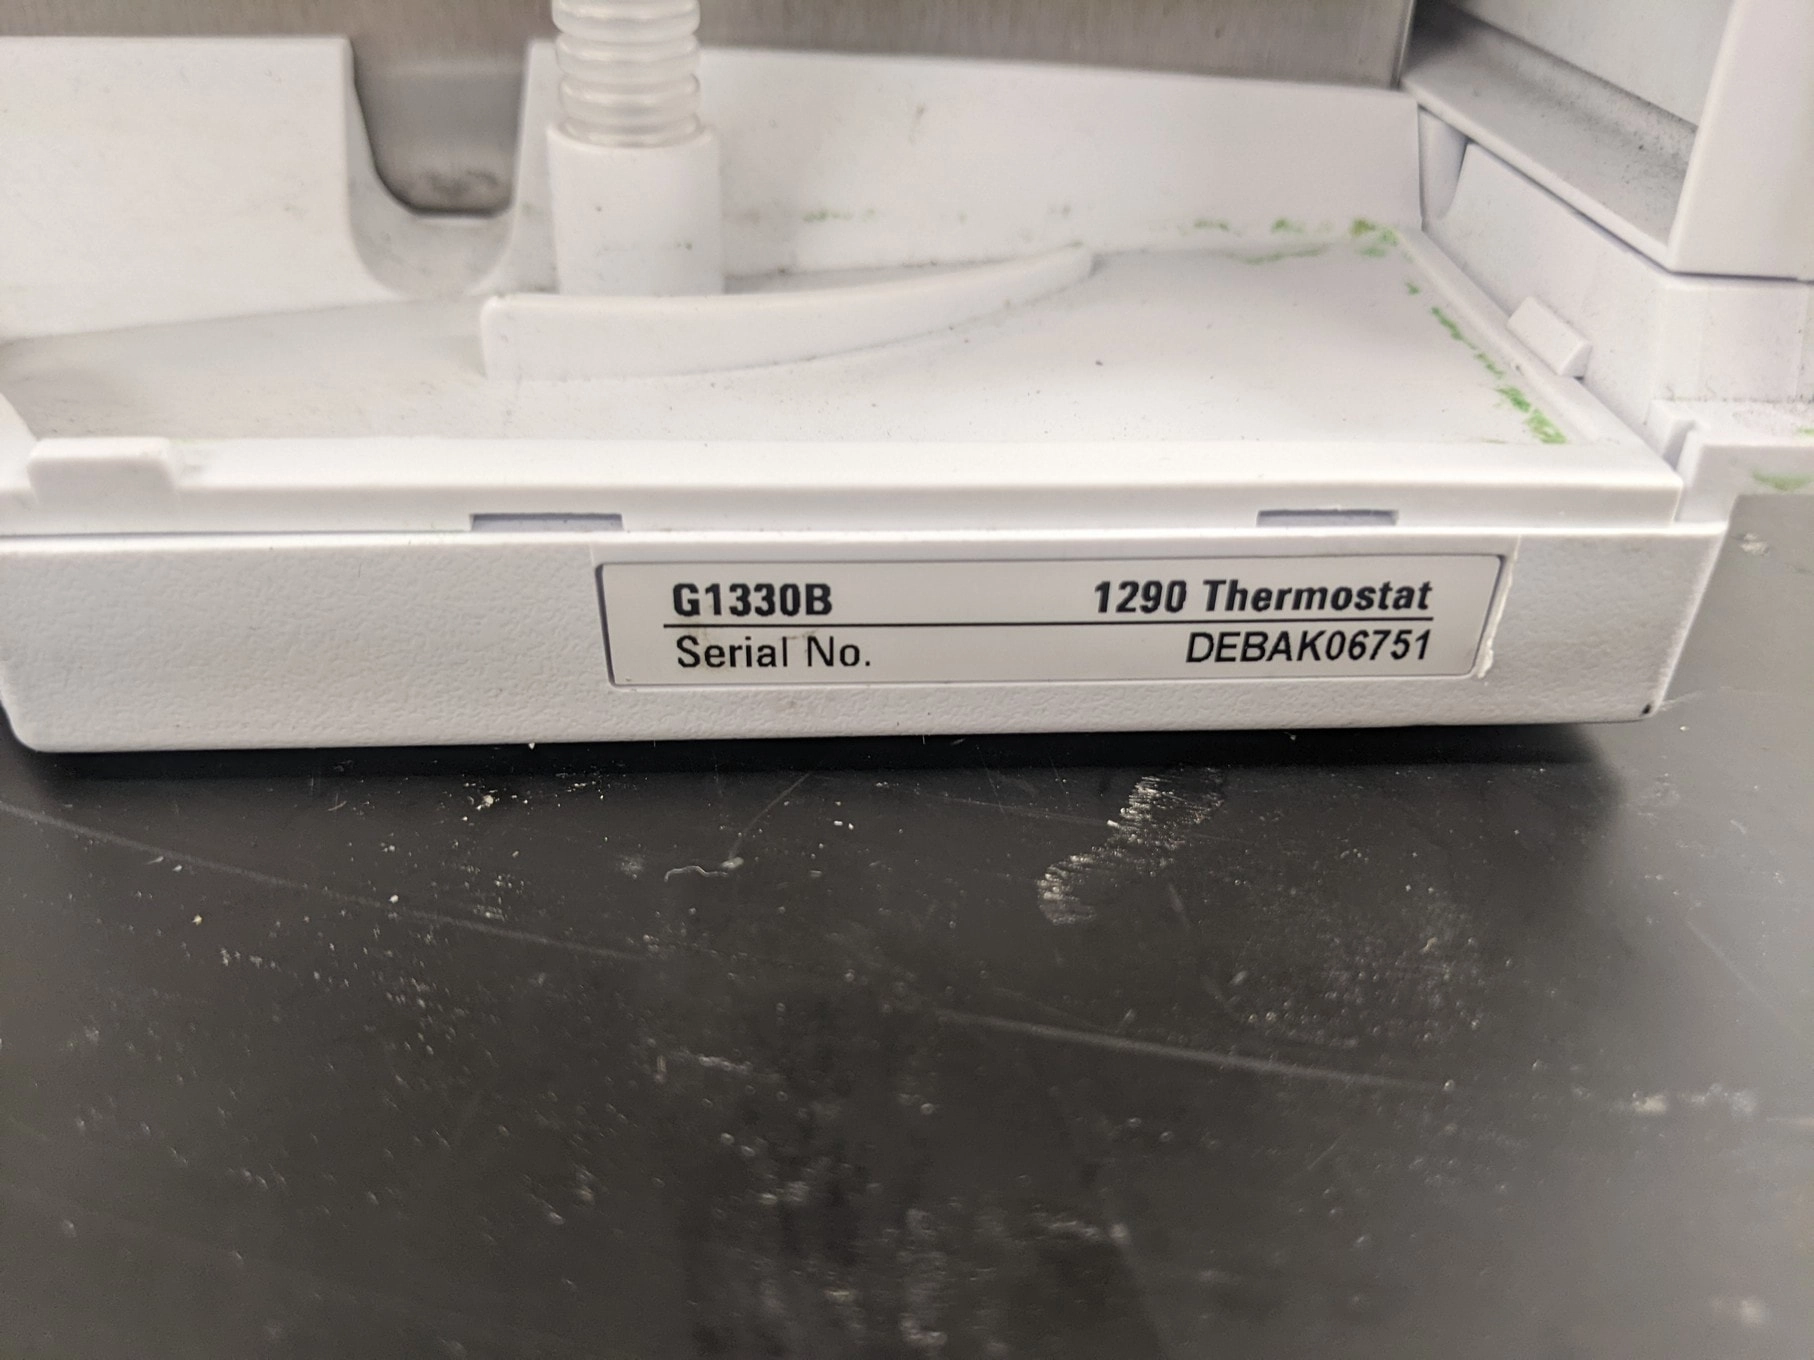 G1330B 1290 Thermostat
Serial No. DEBAK06751